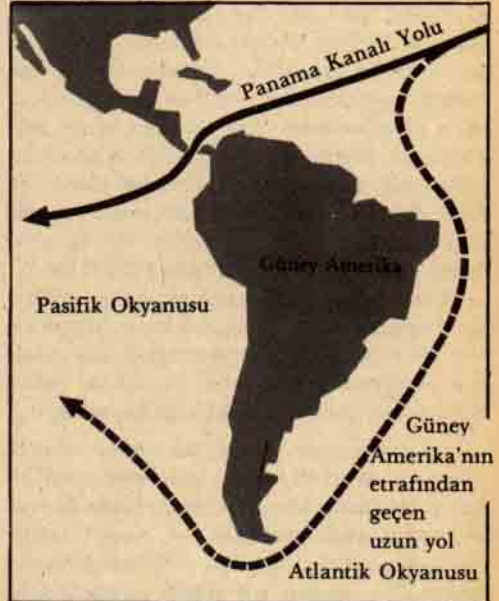 Panama Kanalı Yolu
Güney Amerika
Pasifik Okyanusu
Güney
Amerika'nın
etrafından
geçen
uzun yol
Atlantik Okyanusu